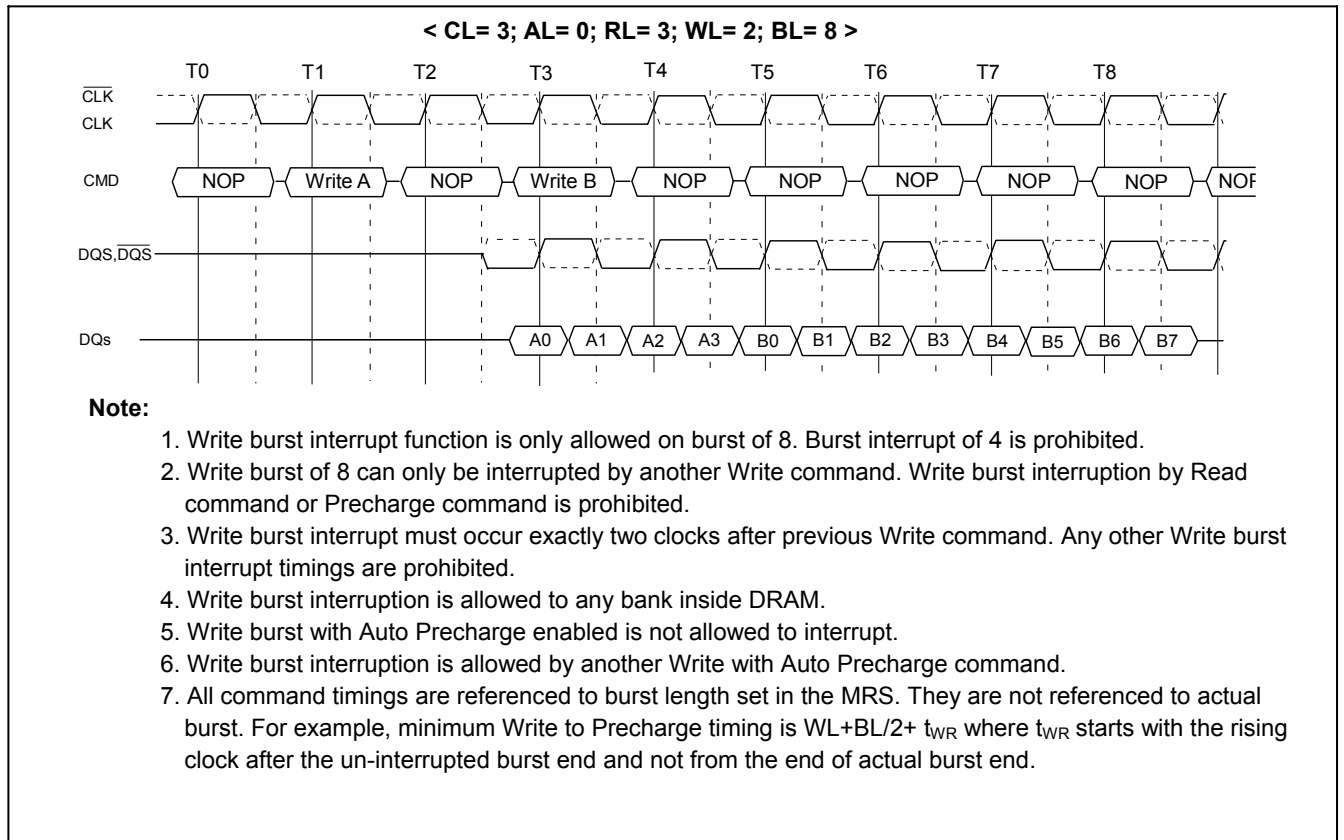 < CL= 3; AL= 0; RL= 3; WL= 2; BL= 8 >
T0 T1 T2 T3 T4 T5 T6 T7 T8
CLK
CLK
CMD NOP Write A NOP Write B NOP NOP NOP NOP NOP NOP
DQS,DQS
DQs A0 A1 A2 A3 B0 B1 B2 B3 B4 B5 B6 B7
Note:
1. Write burst interrupt function is only allowed on burst of 8. Burst interrupt of 4 is prohibited.
2. Write burst of 8 can only be interrupted by another Write command. Write burst interruption by Read
command or Precharge command is prohibited.
3. Write burst interrupt must occur exactly two clocks after previous Write command. Any other Write burst
interrupt timings are prohibited.
4. Write burst interruption is allowed to any bank inside DRAM.
5. Write burst with Auto Precharge enabled is not allowed to interrupt.
6. Write burst interruption is allowed by another Write with Auto Precharge command.
7. All command timings are referenced to burst length set in the MRS. They are not referenced to actual
burst. For example, minimum Write to Precharge timing is WL+BL/2+ tWR where tWR starts with the rising
clock after the un-interrupted burst end and not from the end of actual burst end.